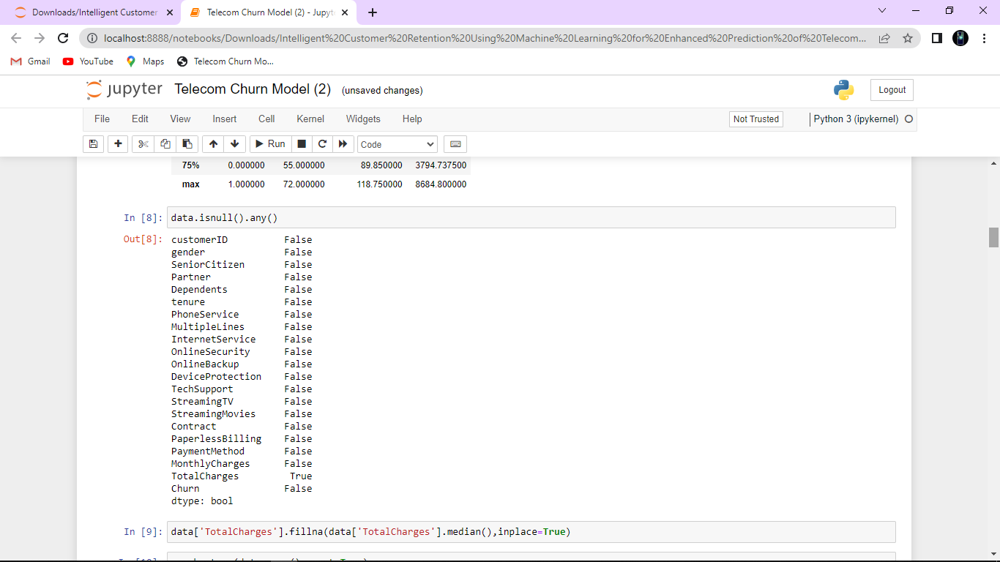 Downloads/Intelligent Customer
Telecom Churn Model (2) - Jupyt
localhost:8888/notebooks/Downloads/Intelligent%20Customer%20Retention%20Using%20Machine%20Learning%20for%20Enhanced%20Prediction%20of%20Telecom...
Gmail YouTube Maps Telecom Churn Mo...
jupyter Telecom Churn Model (2) (unsaved changes) Logout
File Edit View Insert Cell Kernel Widgets Help Not Trusted Python 3 (ipykernel)
Run Code
75% 0.000000 55.000000 89.850000 3794.737500
max 1.000000 72.000000 118.750000 8684.800000
In [8]: data.isnull().any()
Out[8]: customerID False
gender False
SeniorCitizen False
Partner False
Dependents False
tenure False
PhoneService False
MultipleLines False
InternetService False
OnlineSecurity False
OnlineBackup False
DeviceProtection False
TechSupport False
StreamingTV False
StreamingMovies False
Contract False
PaperlessBilling False
PaymentMethod False
MonthlyCharges False
TotalCharges True
Churn False
dtype: bool
In [9]: data['TotalCharges'].fillna(data['TotalCharges'].median(),inplace=True)